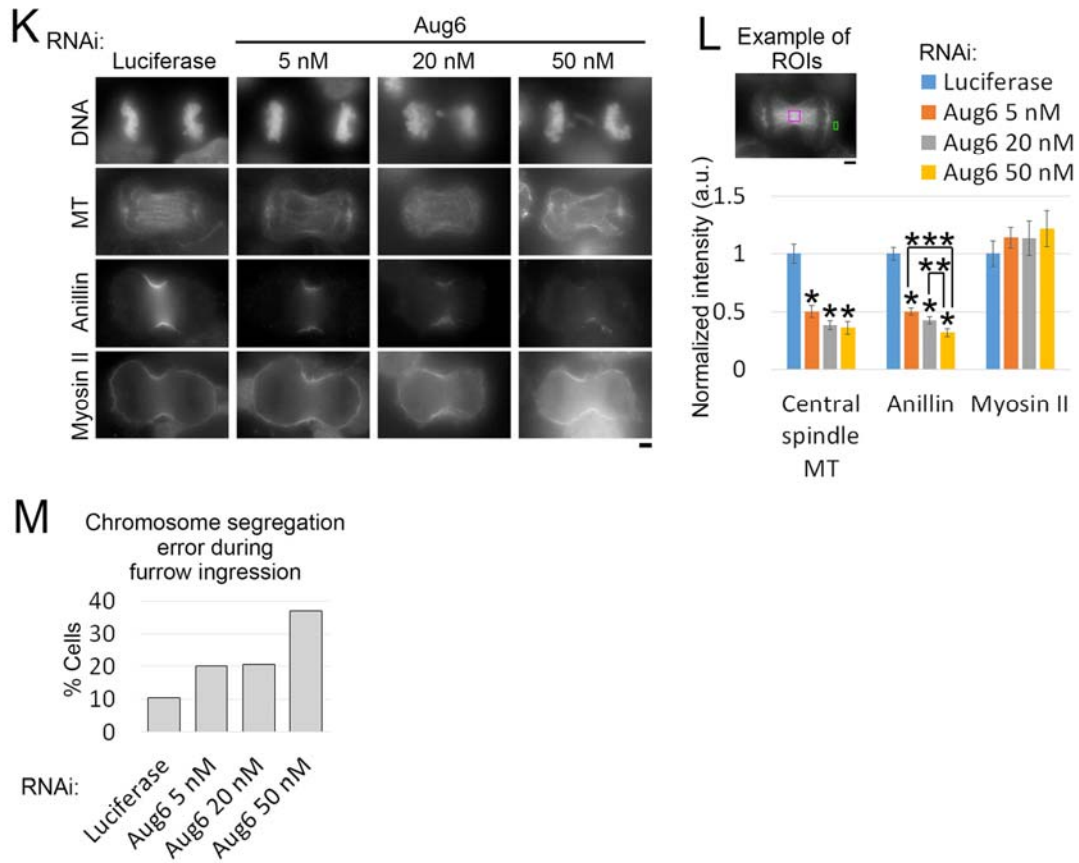 K
RNAi:
Aug6
Luciferase 5 nM 20 nM 50 nM
DNA
MT
Anillin
Myosin II
L
Example of
ROIs
RNAi:
Luciferase
Aug6 5 nM
Aug6 20 nM
Aug6 50 nM
Normalized intensity (a.u.)
1.5
1
0.5
0
***
**
* * *
* * *
Central
spindle
MT
Anillin
Myosin II
M
Chromosome segregation
error during
furrow ingression
% Cells
40
30
20
10
0
RNAi:
Luciferase
Aug6 5 nM
Aug6 20 nM
Aug6 50 nM